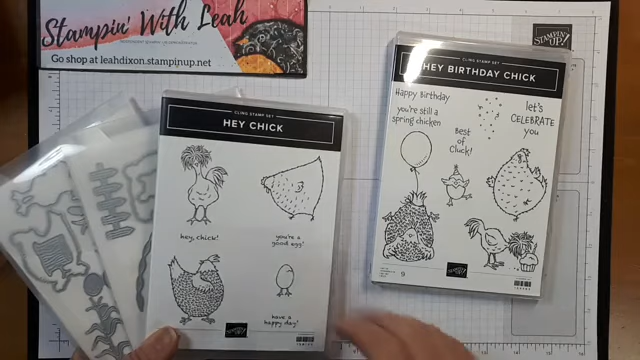 Stampin' With Leah
Go shop at leahdixon.stampinup.net
STAMPIN' UP!
CLING STAMP SET
HEY BIRTHDAY CHICK
Happy Birthday
you're still a
spring chicken
Best
of
Cluck!
let's
CELEBRATE
you
9
CLING STAMP SET
HEY CHICK
hey, chick!
you're a
good egg!
have a
happy day!